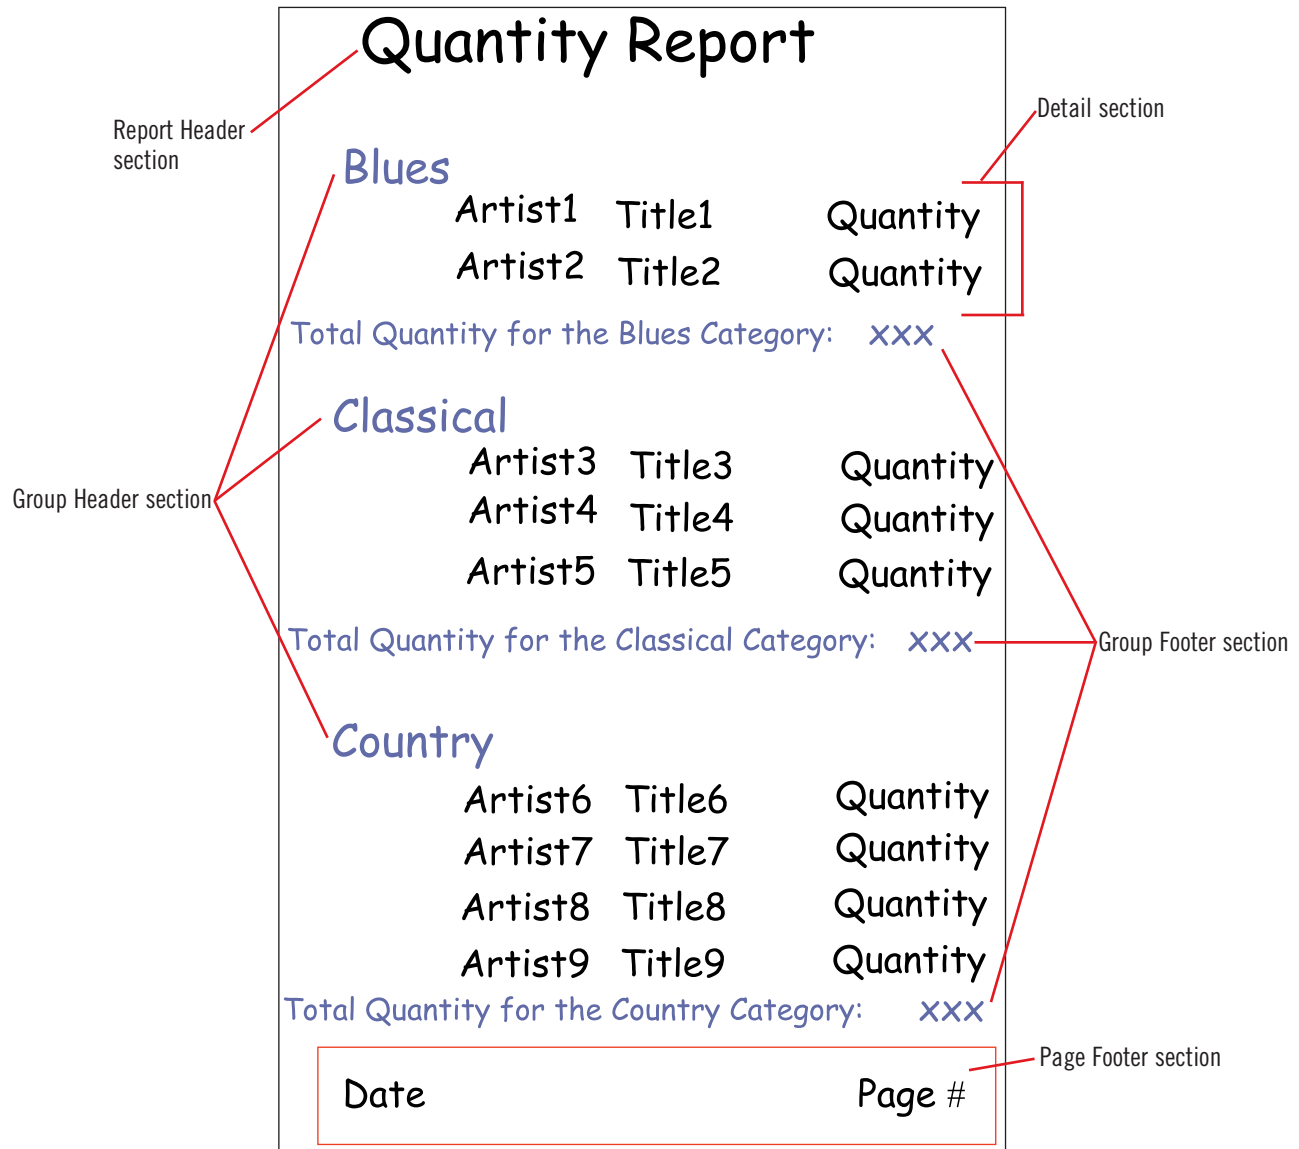 Quantity Report
Detail section
Report Header
section
Blues
Artist1 Title1 Quantity
Artist2 Title2 Quantity
Total Quantity for the Blues Category: xxx
Classical
Artist3 Title3 Quantity
Group Header section
Artist4 Title4 Quantity
Artist5 Title5 Quantity
Total Quantity for the Classical Category: xxx
Group Footer section
Country
Artist6 Title6 Quantity
Artist7 Title7 Quantity
Artist8 Title8 Quantity
Artist9 Title9 Quantity
Total Quantity for the Country Category: xxx
Page Footer section
Date Page #